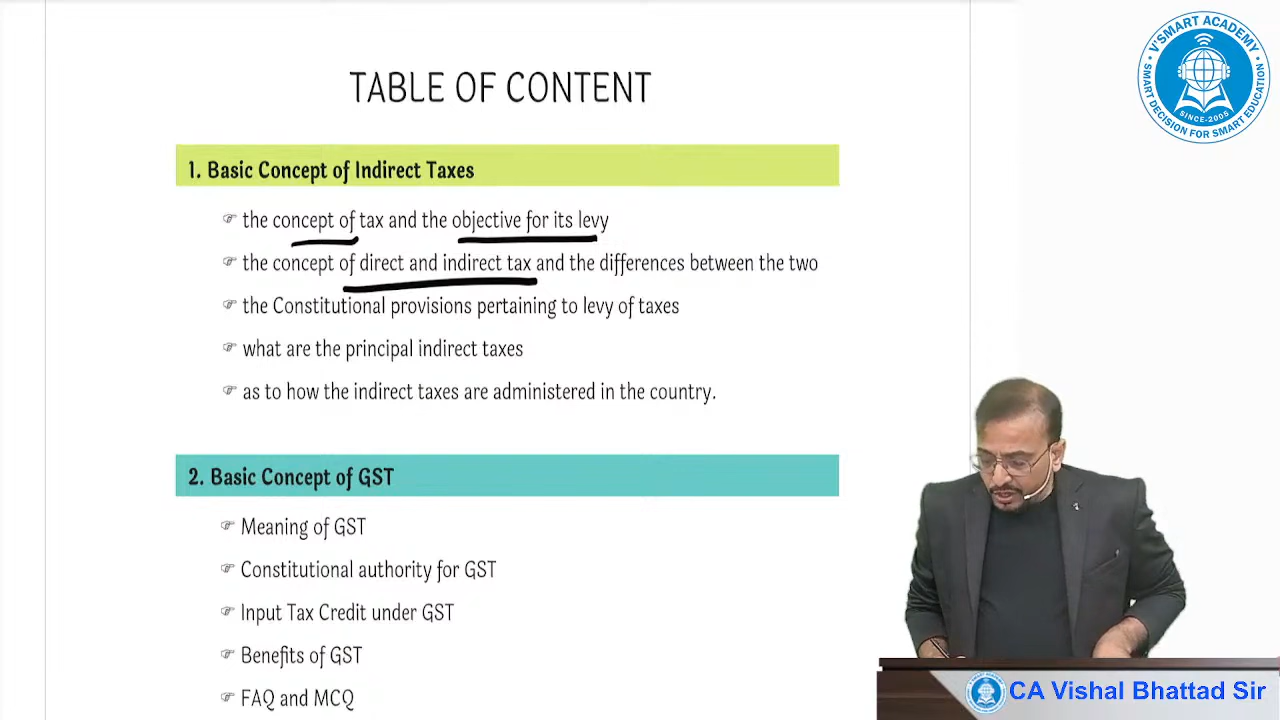 TABLE OF CONTENT
1. Basic Concept of Indirect Taxes
☞ the concept of tax and the objective for its levy
☞ the concept of direct and indirect tax and the differences between the two
☞ the Constitutional provisions pertaining to levy of taxes
☞ what are the principal indirect taxes
☞ as to how the indirect taxes are administered in the country.
2. Basic Concept of GST
☞ Meaning of GST
☞ Constitutional authority for GST
☞ Input Tax Credit under GST
☞ Benefits of GST
☞ FAQ and MCQ
V'SMART ACADEMY
SMART DECISION FOR SMART EDUCATION
SINCE-2005
CA Vishal Bhattad Sir